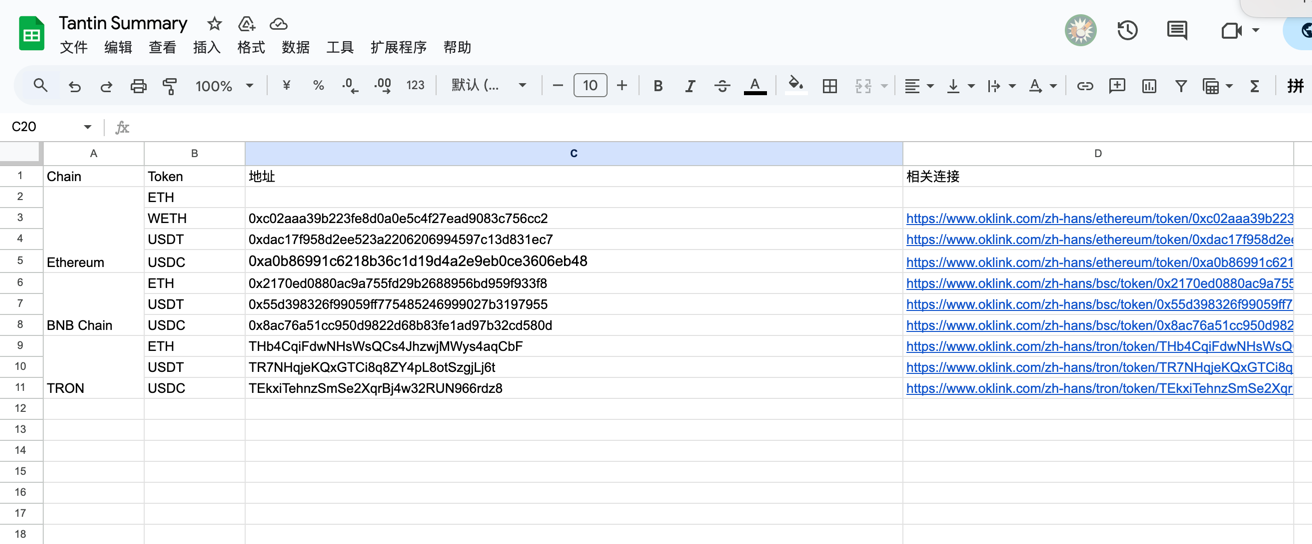 Tantin Summary
文件 编辑 查看 插入 格式 数据 工具 扩展程序 帮助
100% ¥ % .0 .00 123 默认 (... − 10 + B I A A Σ 拼
C20 fx
A B C D
1 Chain Token 地址 相关连接
2 ETH
3 WETH 0xc02aaa39b223fe8d0a0e5c4f27ead9083c756cc2 https://www.oklink.com/zh-hans/ethereum/token/0xc02aaa39b223
4 USDT 0xdac17f958d2ee523a2206206994597c13d831ec7 https://www.oklink.com/zh-hans/ethereum/token/0xdac17f958d2ee
5 Ethereum USDC 0xa0b86991c6218b36c1d19d4a2e9eb0ce3606eb48 https://www.oklink.com/zh-hans/ethereum/token/0xa0b86991c621
6 ETH 0x2170ed0880ac9a755fd29b2688956bd959f933f8 https://www.oklink.com/zh-hans/bsc/token/0x2170ed0880ac9a755
7 USDT 0x55d398326f99059ff775485246999027b3197955 https://www.oklink.com/zh-hans/bsc/token/0x55d398326f99059ff7
8 BNB Chain USDC 0x8ac76a51cc950d9822d68b83fe1ad97b32cd580d https://www.oklink.com/zh-hans/bsc/token/0x8ac76a51cc950d982
9 ETH THb4CqiFdwNHsWsQCs4JhzwjMWys4aqCbF https://www.oklink.com/zh-hans/tron/token/THb4CqiFdwNHsWsQ
10 USDT TR7NHqjeKQxGTCi8q8ZY4pL8otSzgjLj6t https://www.oklink.com/zh-hans/tron/token/TR7NHqjeKQxGTCi8q
11 TRON USDC TEkxiTehnzSmSe2XqrBj4w32RUN966rdz8 https://www.oklink.com/zh-hans/tron/token/TEkxiTehnzSmSe2Xqr
12
13
14
15
16
17
18